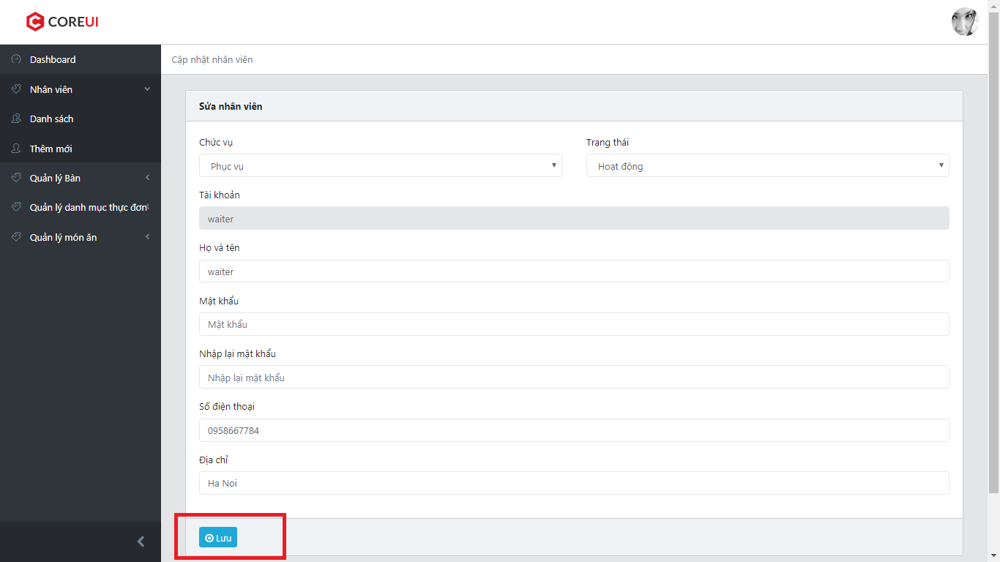 COREUI
Dashboard
Nhân viên
Danh sách
Thêm mới
Quản lý Bàn
Quản lý danh mục thực đơn
Quản lý món ăn
Cập nhật nhân viên
Sửa nhân viên
Chức vụ
Phục vụ
Trạng thái
Hoạt động
Tài khoản
waiter
Họ và tên
waiter
Mật khẩu
Mật khẩu
Nhập lại mật khẩu
Nhập lại mật khẩu
Số điện thoại
0958667784
Địa chỉ
Ha Noi
Lưu